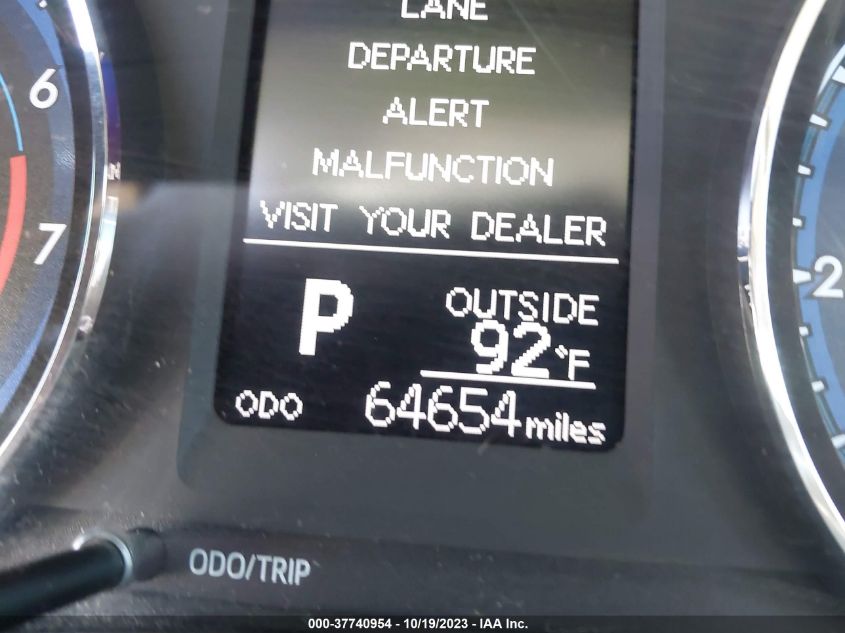 LANE
DEPARTURE
ALERT
MALFUNCTION
VISIT YOUR DEALER
6
7
2
P
OUTSIDE
92°F
ODO 64654 miles
ODO/TRIP
000-37740954 - 10/19/2023 - IAA Inc.